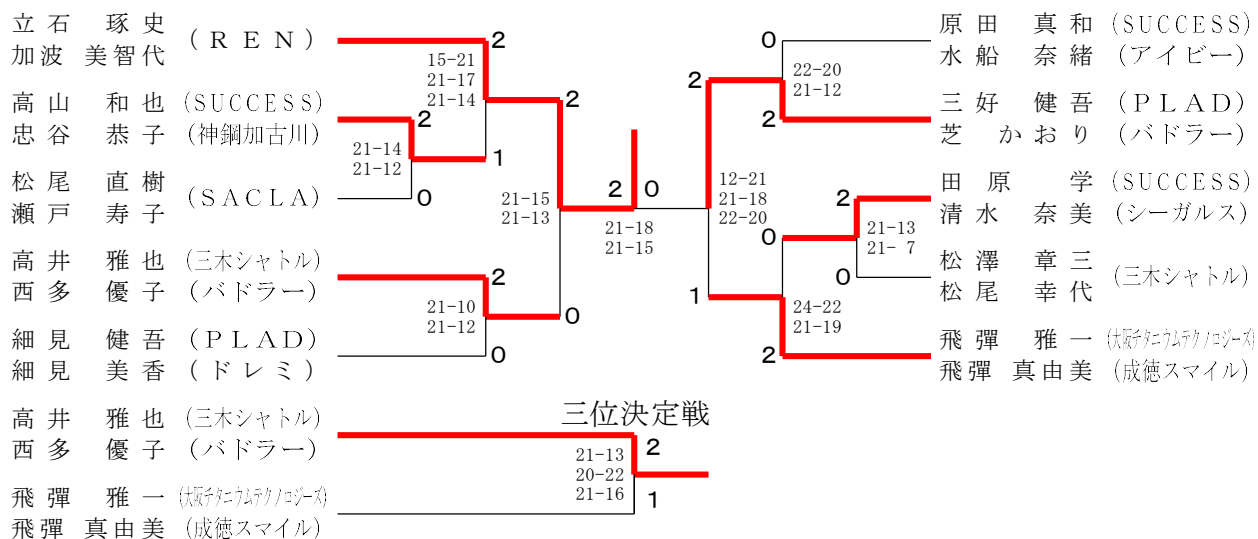 立石 琢史 (REN)
加波 美智代
高山 和也 (SUCCESS)
忠谷 恭子 (神鋼加古川)
松尾 直樹 (SACLA)
瀬戸 寿子
高井 雅也 (三木シャトル)
西多 優子 (バドラー)
細見 健吾 (PLAD)
細見 美香 (ドレミ)
2
15-21
21-17
21-14
1
2
21-14
21-12
0
2
21-15
21-13
0
2
21-10
21-12
0
2 0
21-18
21-15
2
12-21
21-18
22-20
1
0
22-20
21-12
2
2
21-13
21- 7
0
0
24-22
21-19
2
原田 真和 (SUCCESS)
水船 奈緒 (アイビー)
三好 健吾 (PLAD)
芝 かおり (バドラー)
田原 学 (SUCCESS)
清水 奈美 (シーガルス)
松澤 章三 (三木シャトル)
松尾 幸代
飛彈 雅一 (大阪チタニウムテクノロジーズ)
飛彈 真由美 (成徳スマイル)
三位決定戦
高井 雅也 (三木シャトル)
西多 優子 (バドラー)
飛彈 雅一 (大阪チタニウムテクノロジーズ)
飛彈 真由美 (成徳スマイル)
2
21-13
20-22
21-16
1